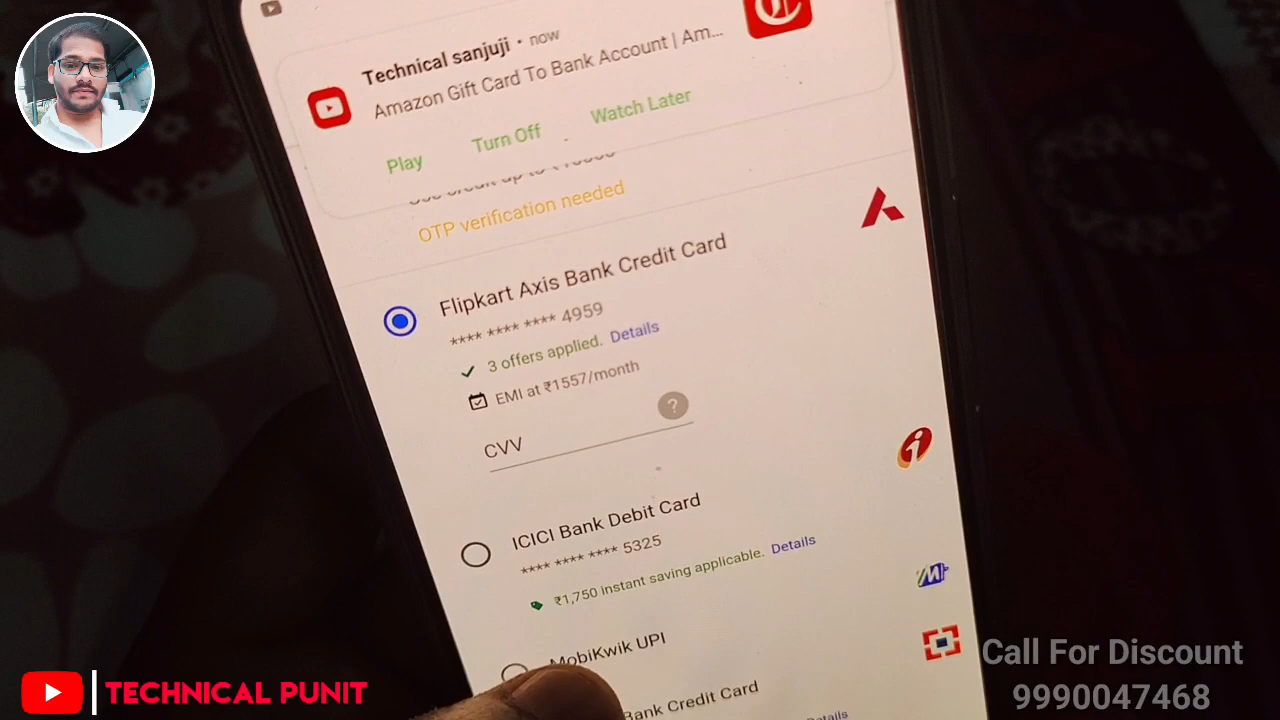 Technical sanjuji • now
Amazon Gift Card To Bank Account | Am...
Play Turn Off Watch Later
OTP verification needed
Flipkart Axis Bank Credit Card
**** **** **** 4959
3 offers applied. Details
EMI at ₹1557/month
CVV
?
ICICI Bank Debit Card
**** **** **** 5325
₹1,750 instant saving applicable. Details
MobiKwik UPI
Bank Credit Card
Details
TECHNICAL PUNIT
Call For Discount
9990047468